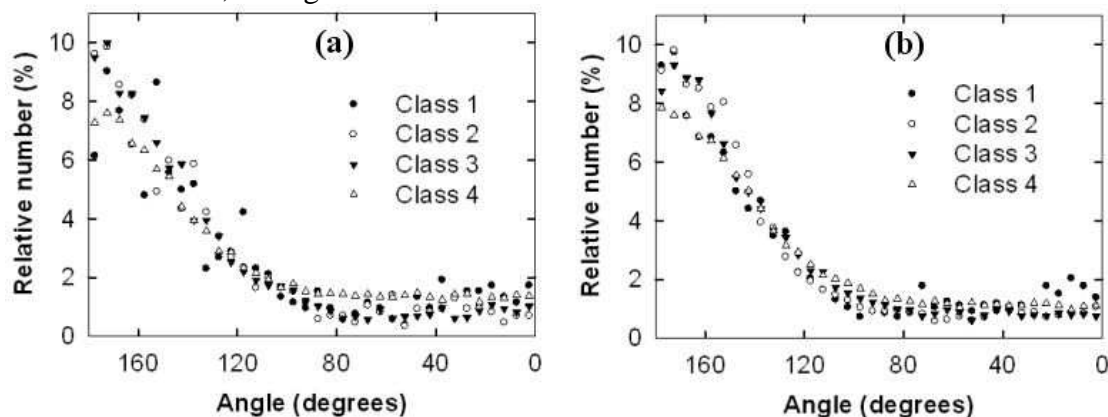 (a)
Relative number (%)
10
8
6
4
2
0
Class 1
Class 2
Class 3
Class 4
160 120 80 40 0
Angle (degrees)
(b)
Relative number (%)
10
8
6
4
2
0
Class 1
Class 2
Class 3
Class 4
160 120 80 40 0
Angle (degrees)